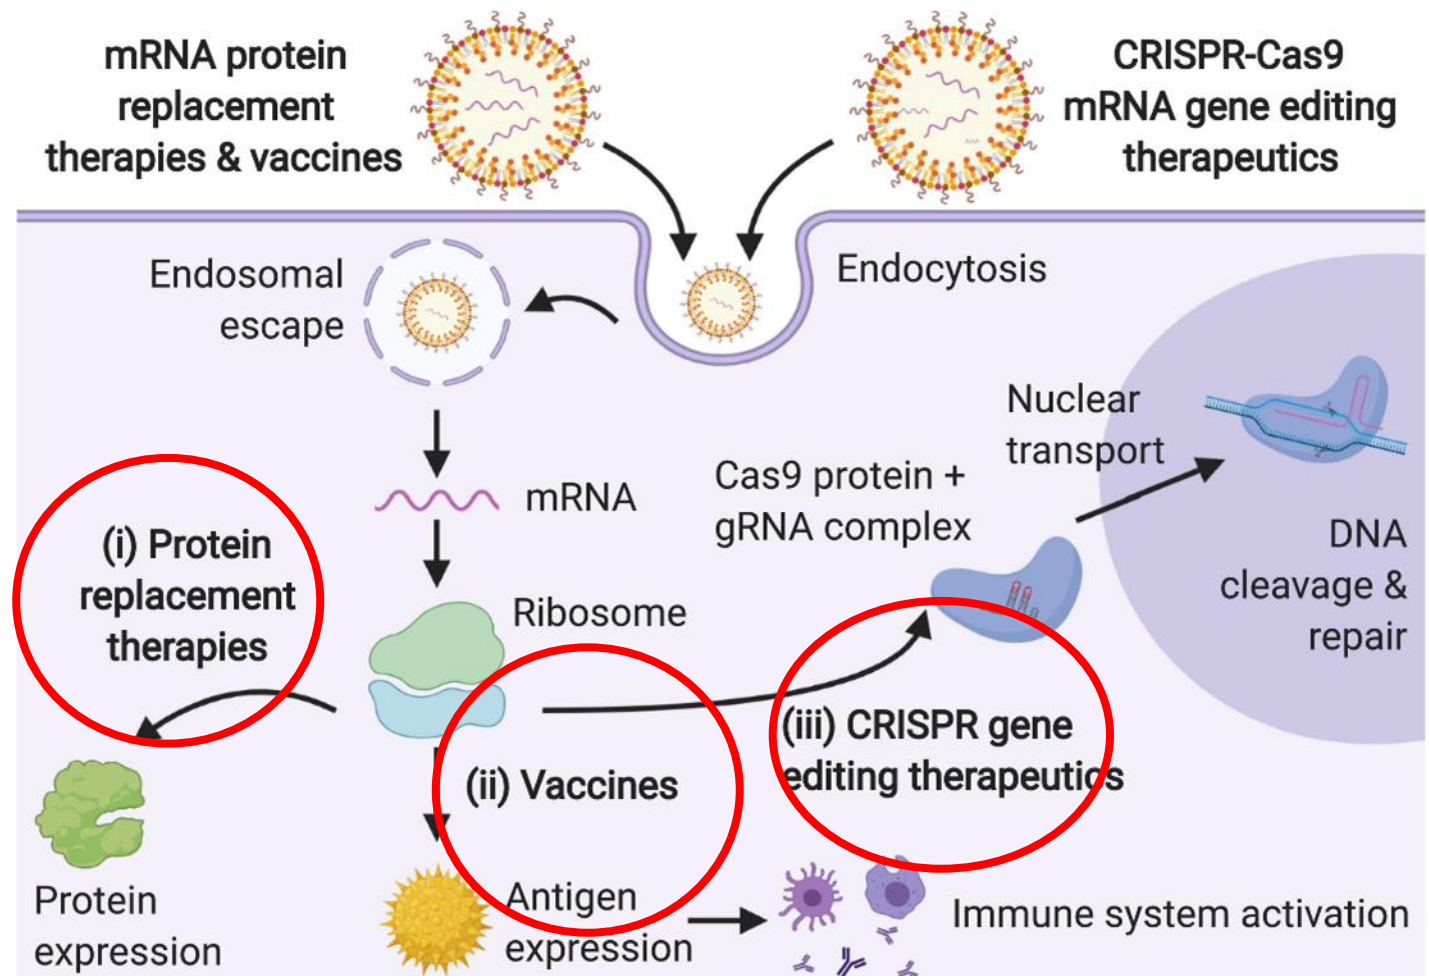 mRNA protein
replacement
therapies & vaccines
CRISPR-Cas9
mRNA gene editing
therapeutics
Endosomal
escape
Endocytosis
Nuclear
transport
mRNA
Cas9 protein +
gRNA complex
DNA
cleavage &
repair
(i) Protein
replacement
therapies
Ribosome
(ii) Vaccines
(iii) CRISPR gene
editing therapeutics
Protein
expression
Antigen
expression
Immune system activation